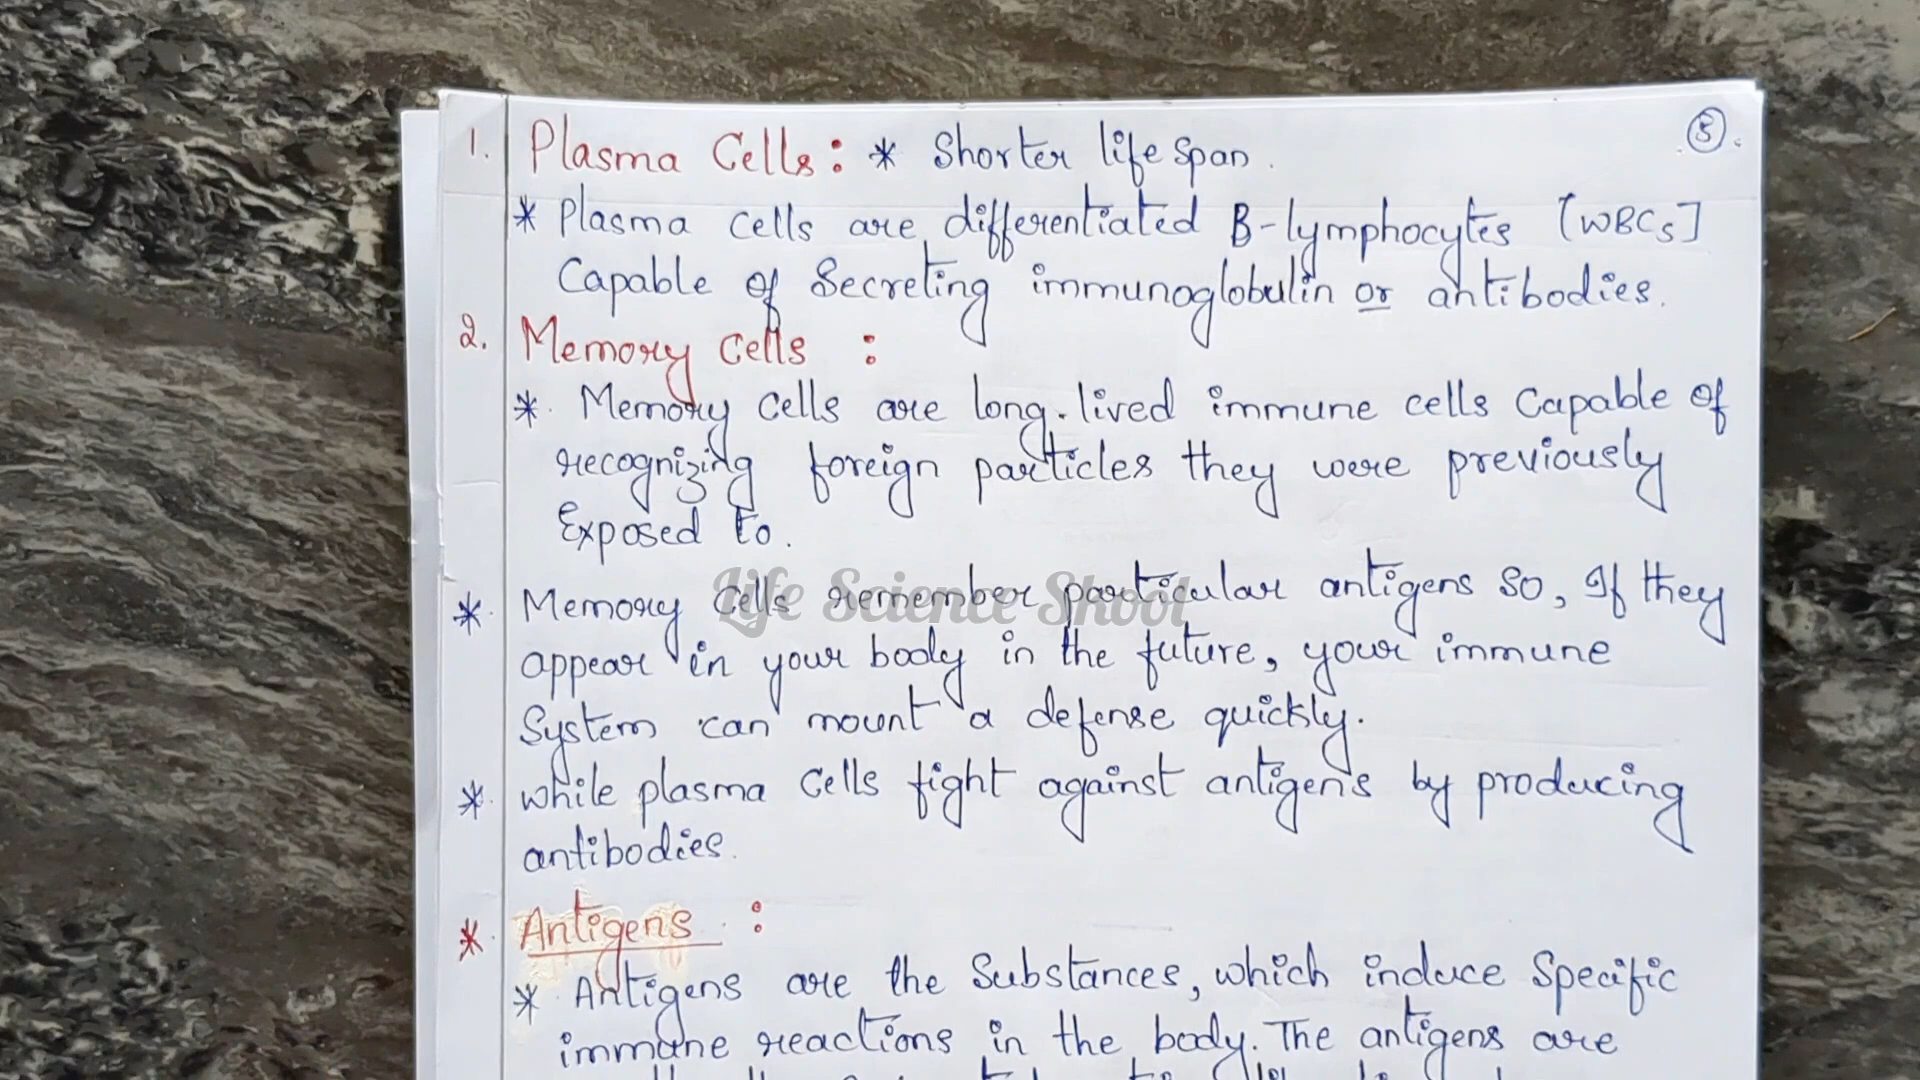 5
1. Plasma Cells : * Shorter life span.
* Plasma cells are differentiated B-lymphocytes [WBCs]
Capable of Secreting immunoglobulin or antibodies.
2. Memory Cells :
* Memory cells are long-lived immune cells Capable of
recognizing foreign particles they were previously
Exposed to.
* Memory Cells remember particular antigens so, If they
Life Science Shool
appear in your body in the future, your immune
System can mount a defense quickly.
* while plasma Cells fight against antigens by producing
antibodies.
* Antigens :
* Antigens are the Substances, which induce Specific
immune reactions in the body. The antigens are